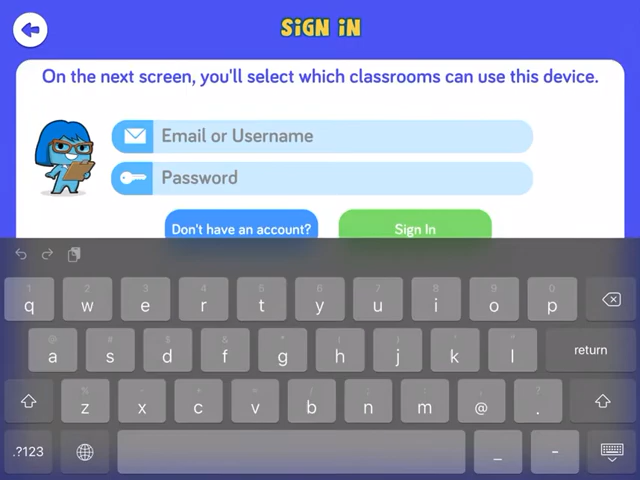 SiGN iN
On the next screen, you'll select which classrooms can use this device.
Email or Username
Password
Don't have an account?
Sign In
1 2 3 4 5 6 7 8 9 0
q w e r t y u i o p
@ # $ & * ( ) ' "
a s d f g h j k l return
% - + = / ; : , ?
z x c v b n m @ .
.?123 _ -